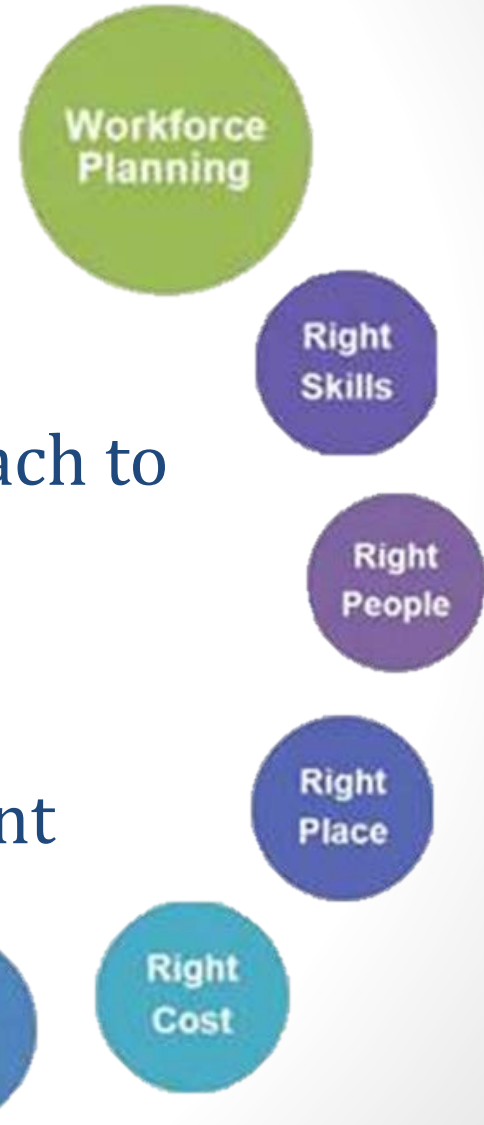 Workforce
Planning
Right
Skills
ach to
Right
People
Right
Place
nt
Right
Cost